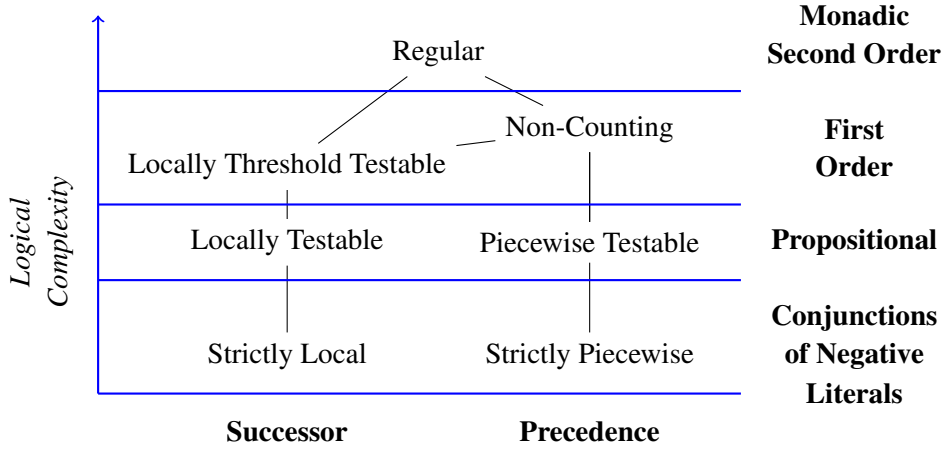 Monadic
Second Order
Regular
Non-Counting
First
Order
Locally Threshold Testable
Logical
Complexity
Locally Testable
Piecewise Testable
Propositional
Conjunctions
of Negative
Literals
Strictly Local
Strictly Piecewise
Successor
Precedence